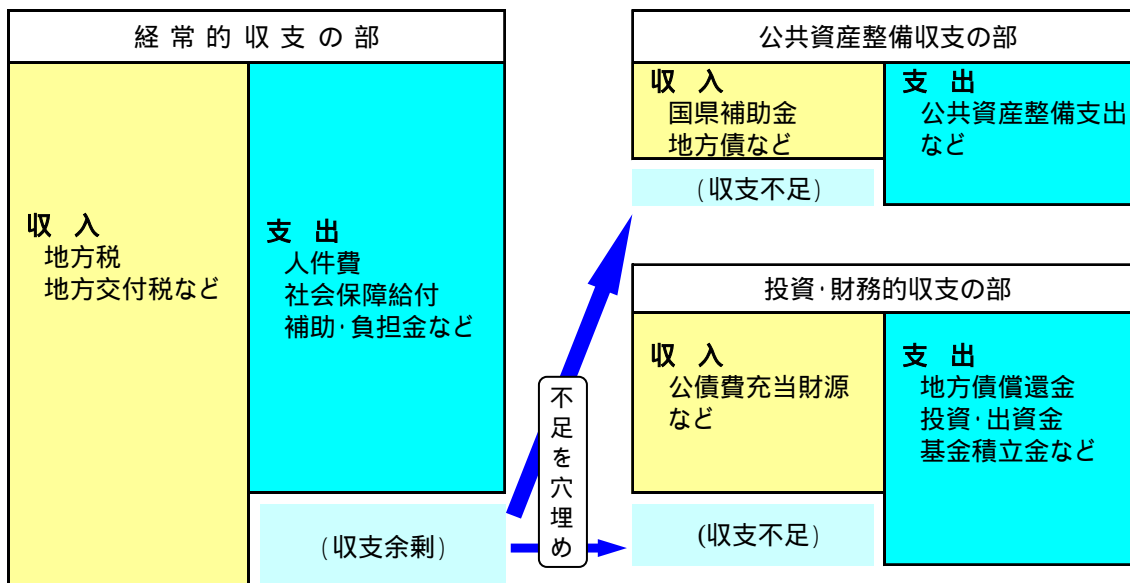 経常的収支の部
収入
地方税
地方交付税など
支出
人件費
社会保障給付
補助・負担金など
(収支余剰)
不足を穴埋め
公共資産整備収支の部
収入
国県補助金
地方債など
(収支不足)
支出
公共資産整備支出
など
投資・財務的収支の部
収入
公債費充当財源
など
(収支不足)
支出
地方債償還金
投資・出資金
基金積立金など